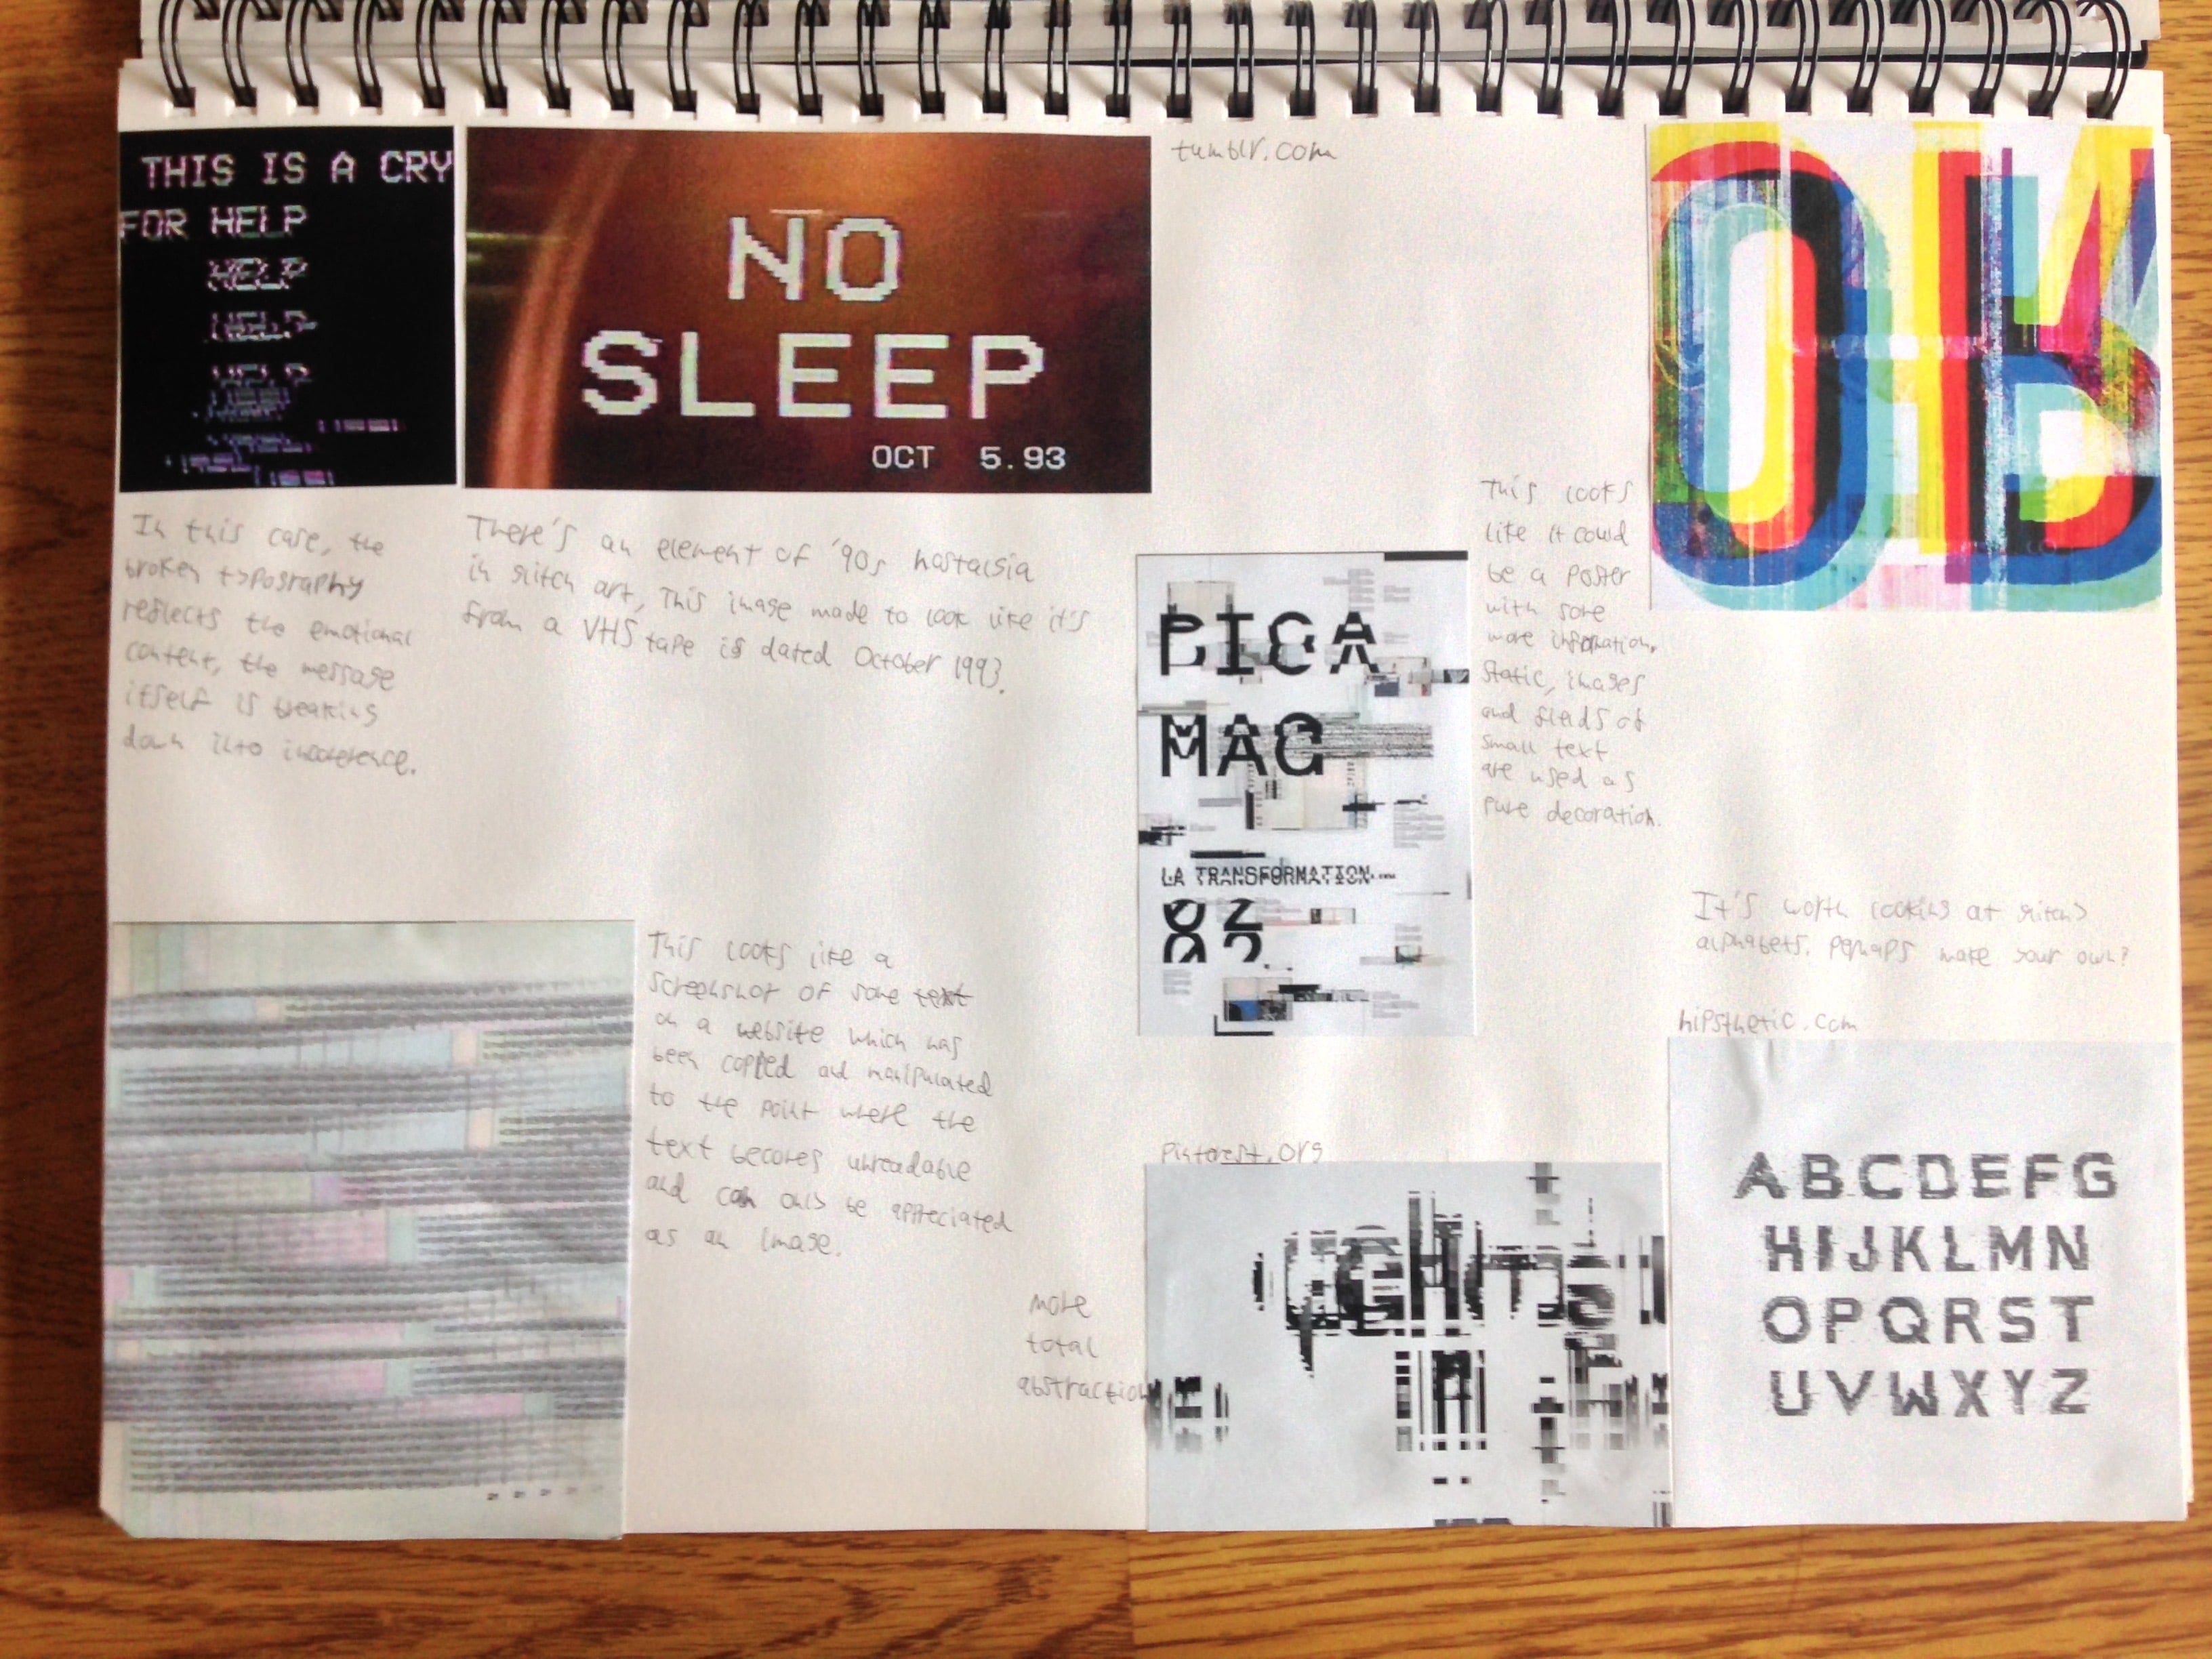 THIS IS A CRY
FOR HELP
HELP
HELP
HELP
NO
SLEEP
OCT 5.93
tumblr.com
In this case, the
broken typography
reflects the emotional
content, the message
itself is breaking
down into incoherence.
There's an element of '90s nostalgia
in glitch art, This image made to look like it's
from a VHS tape is dated October 1993.
PICA
MAG
LA TRANSFORMATION
02
This looks
like it could
be a poster
with some
more information.
Static, images
and fields of
small text
are used as
pure decoration.
This looks like a
screenshot of some text
on a website which has
been copied and manipulated
to the point where the
text becomes unreadable
and can only be appreciated
as an image.
more
total
abstraction
pinterest.org
It's worth looking at glitchy
alphabets. Perhaps make your own?
hipsthetic.com
ABCDEFG
HIJKLMN
OPQRST
UVWXYZ